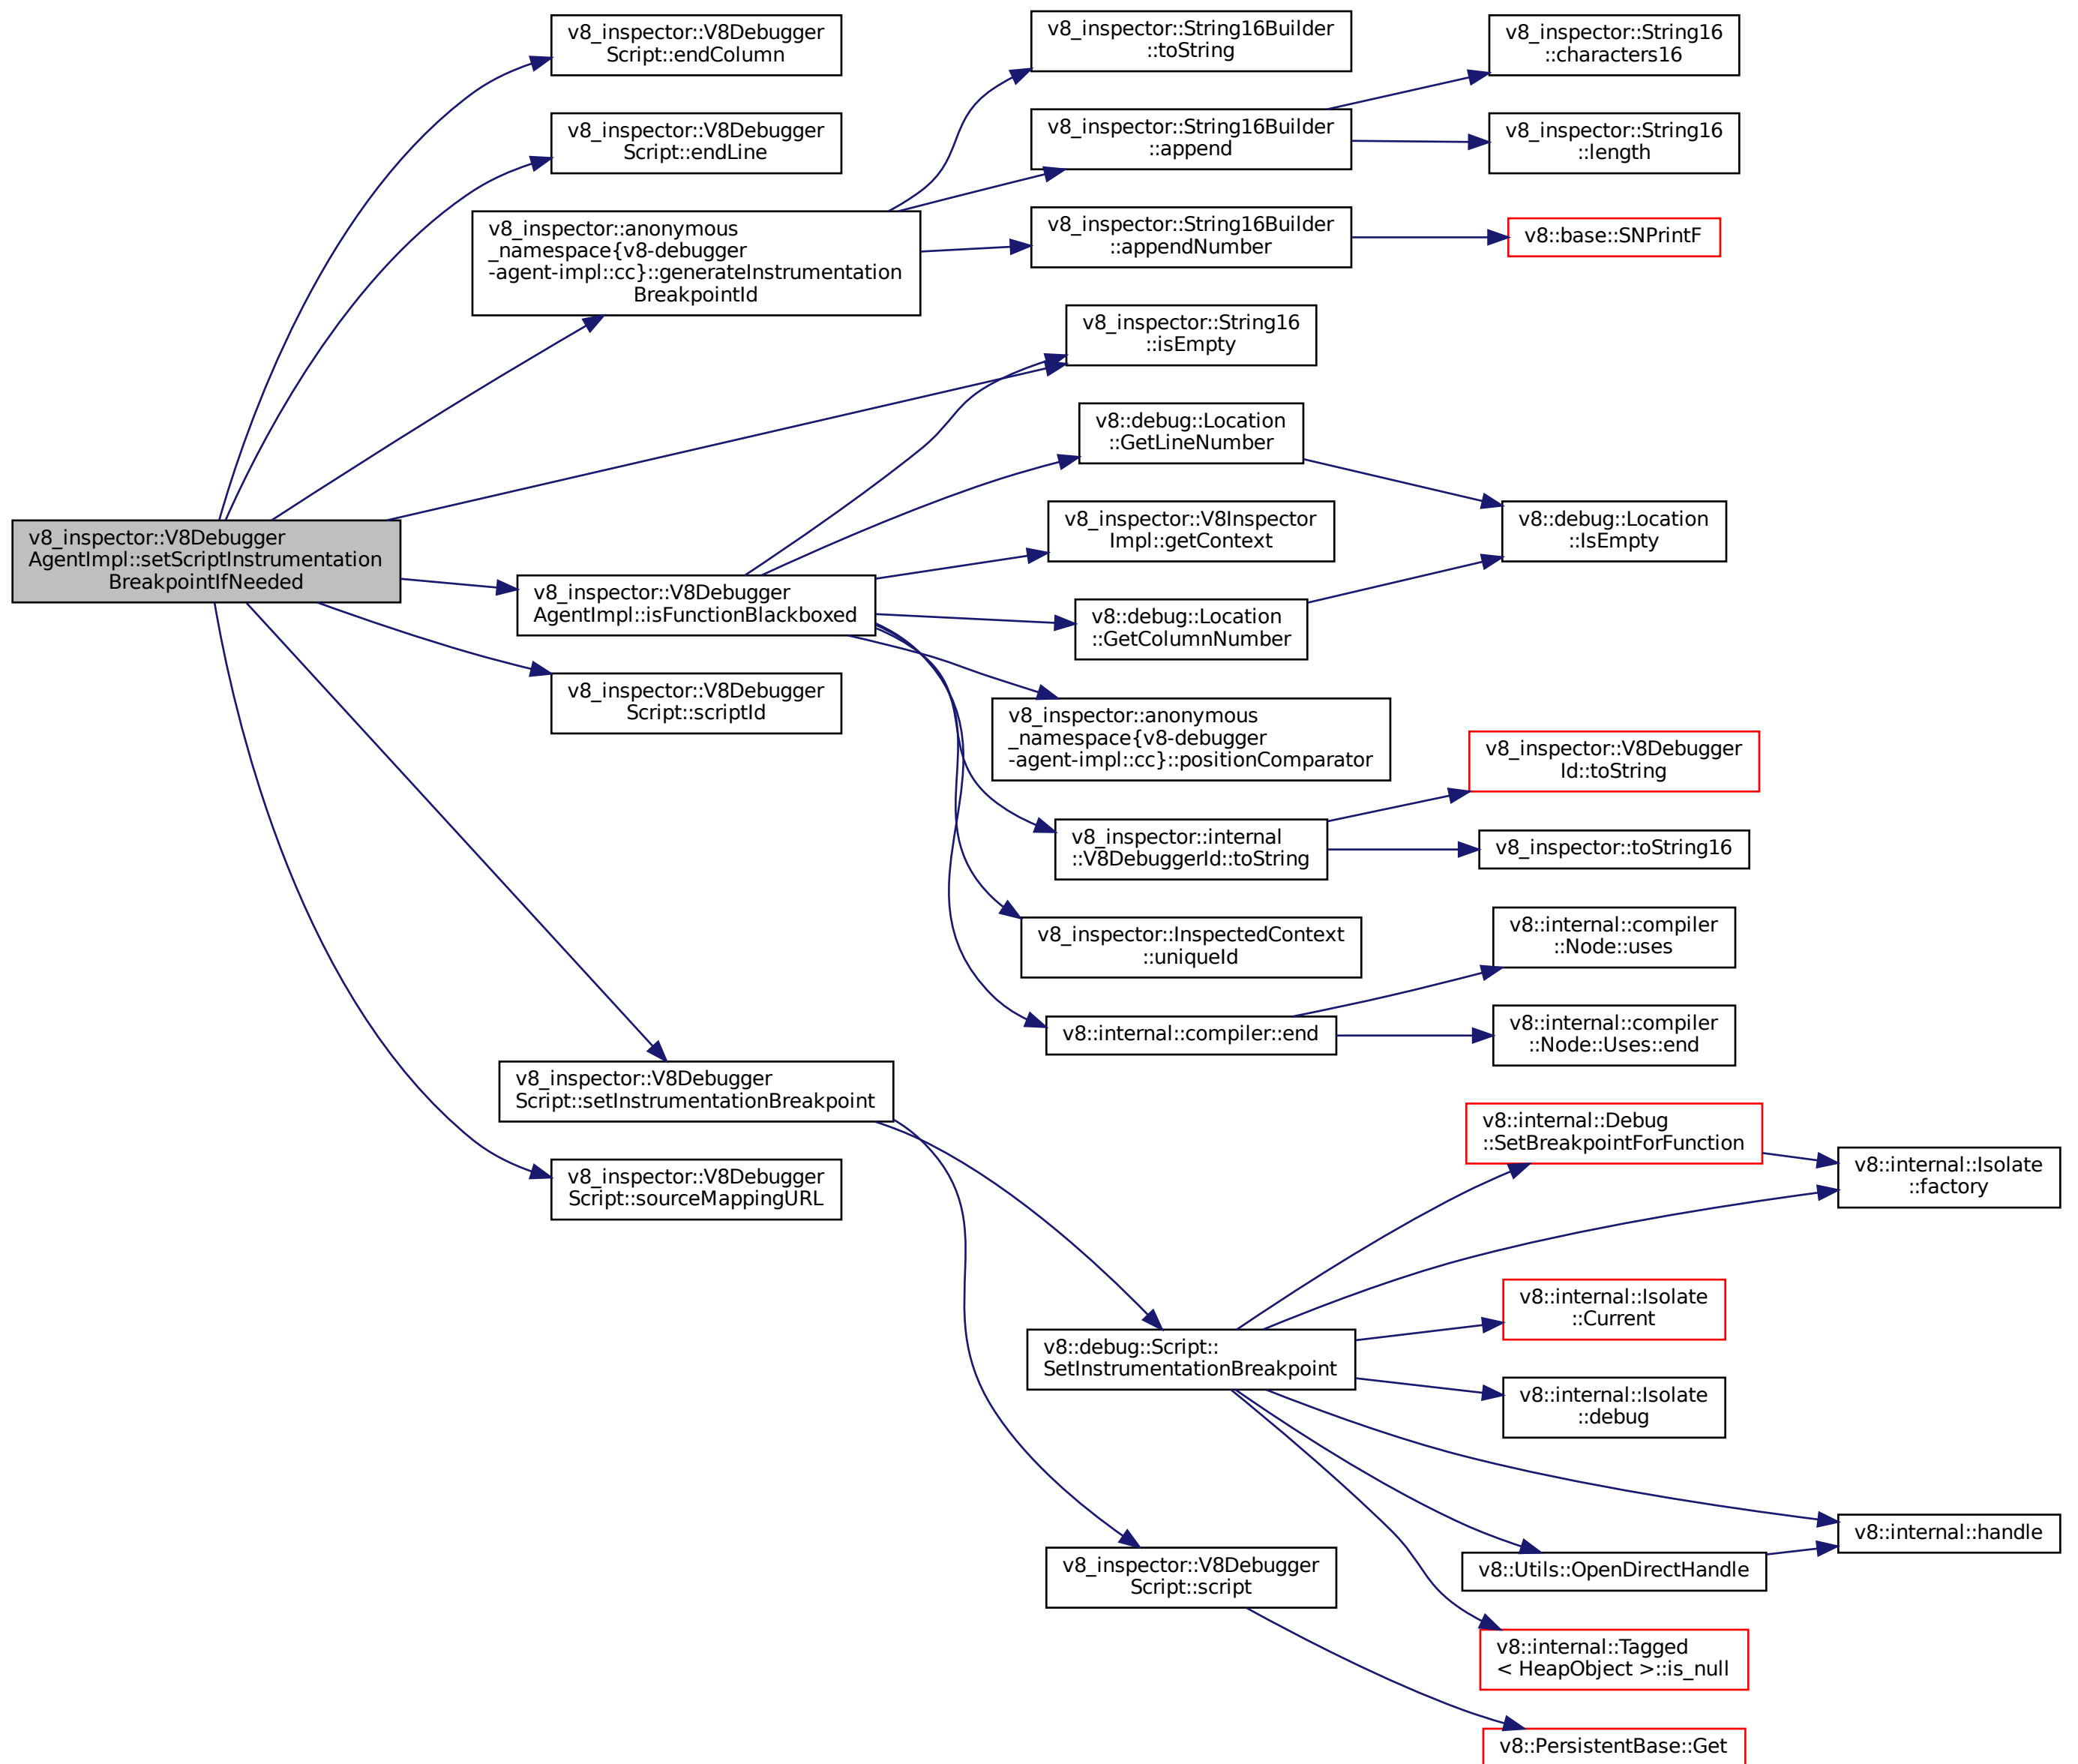 v8_inspector::V8Debugger
AgentImpl::setScriptInstrumentation
BreakpointIfNeeded
v8_inspector::V8Debugger
Script::endColumn
v8_inspector::V8Debugger
Script::endLine
v8_inspector::anonymous
_namespace{v8-debugger
-agent-impl::cc}::generateInstrumentation
BreakpointId
v8_inspector::V8Debugger
AgentImpl::isFunctionBlackboxed
v8_inspector::V8Debugger
Script::scriptId
v8_inspector::V8Debugger
Script::setInstrumentationBreakpoint
v8_inspector::V8Debugger
Script::sourceMappingURL
v8_inspector::String16Builder
::toString
v8_inspector::String16Builder
::append
v8_inspector::String16Builder
::appendNumber
v8_inspector::String16
::isEmpty
v8::debug::Location
::GetLineNumber
v8_inspector::V8Inspector
Impl::getContext
v8::debug::Location
::GetColumnNumber
v8_inspector::anonymous
_namespace{v8-debugger
-agent-impl::cc}::positionComparator
v8_inspector::internal
::V8DebuggerId::toString
v8_inspector::InspectedContext
::uniqueId
v8::internal::compiler::end
v8::debug::Script::
SetInstrumentationBreakpoint
v8_inspector::V8Debugger
Script::script
v8_inspector::String16
::characters16
v8_inspector::String16
::length
v8::base::SNPrintF
v8::debug::Location
::IsEmpty
v8_inspector::V8Debugger
Id::toString
v8_inspector::toString16
v8::internal::compiler
::Node::uses
v8::internal::compiler
::Node::Uses::end
v8::internal::Debug
::SetBreakpointForFunction
v8::internal::Isolate
::factory
v8::internal::Isolate
::Current
v8::internal::Isolate
::debug
v8::internal::handle
v8::Utils::OpenDirectHandle
v8::internal::Tagged
< HeapObject >::is_null
v8::PersistentBase::Get